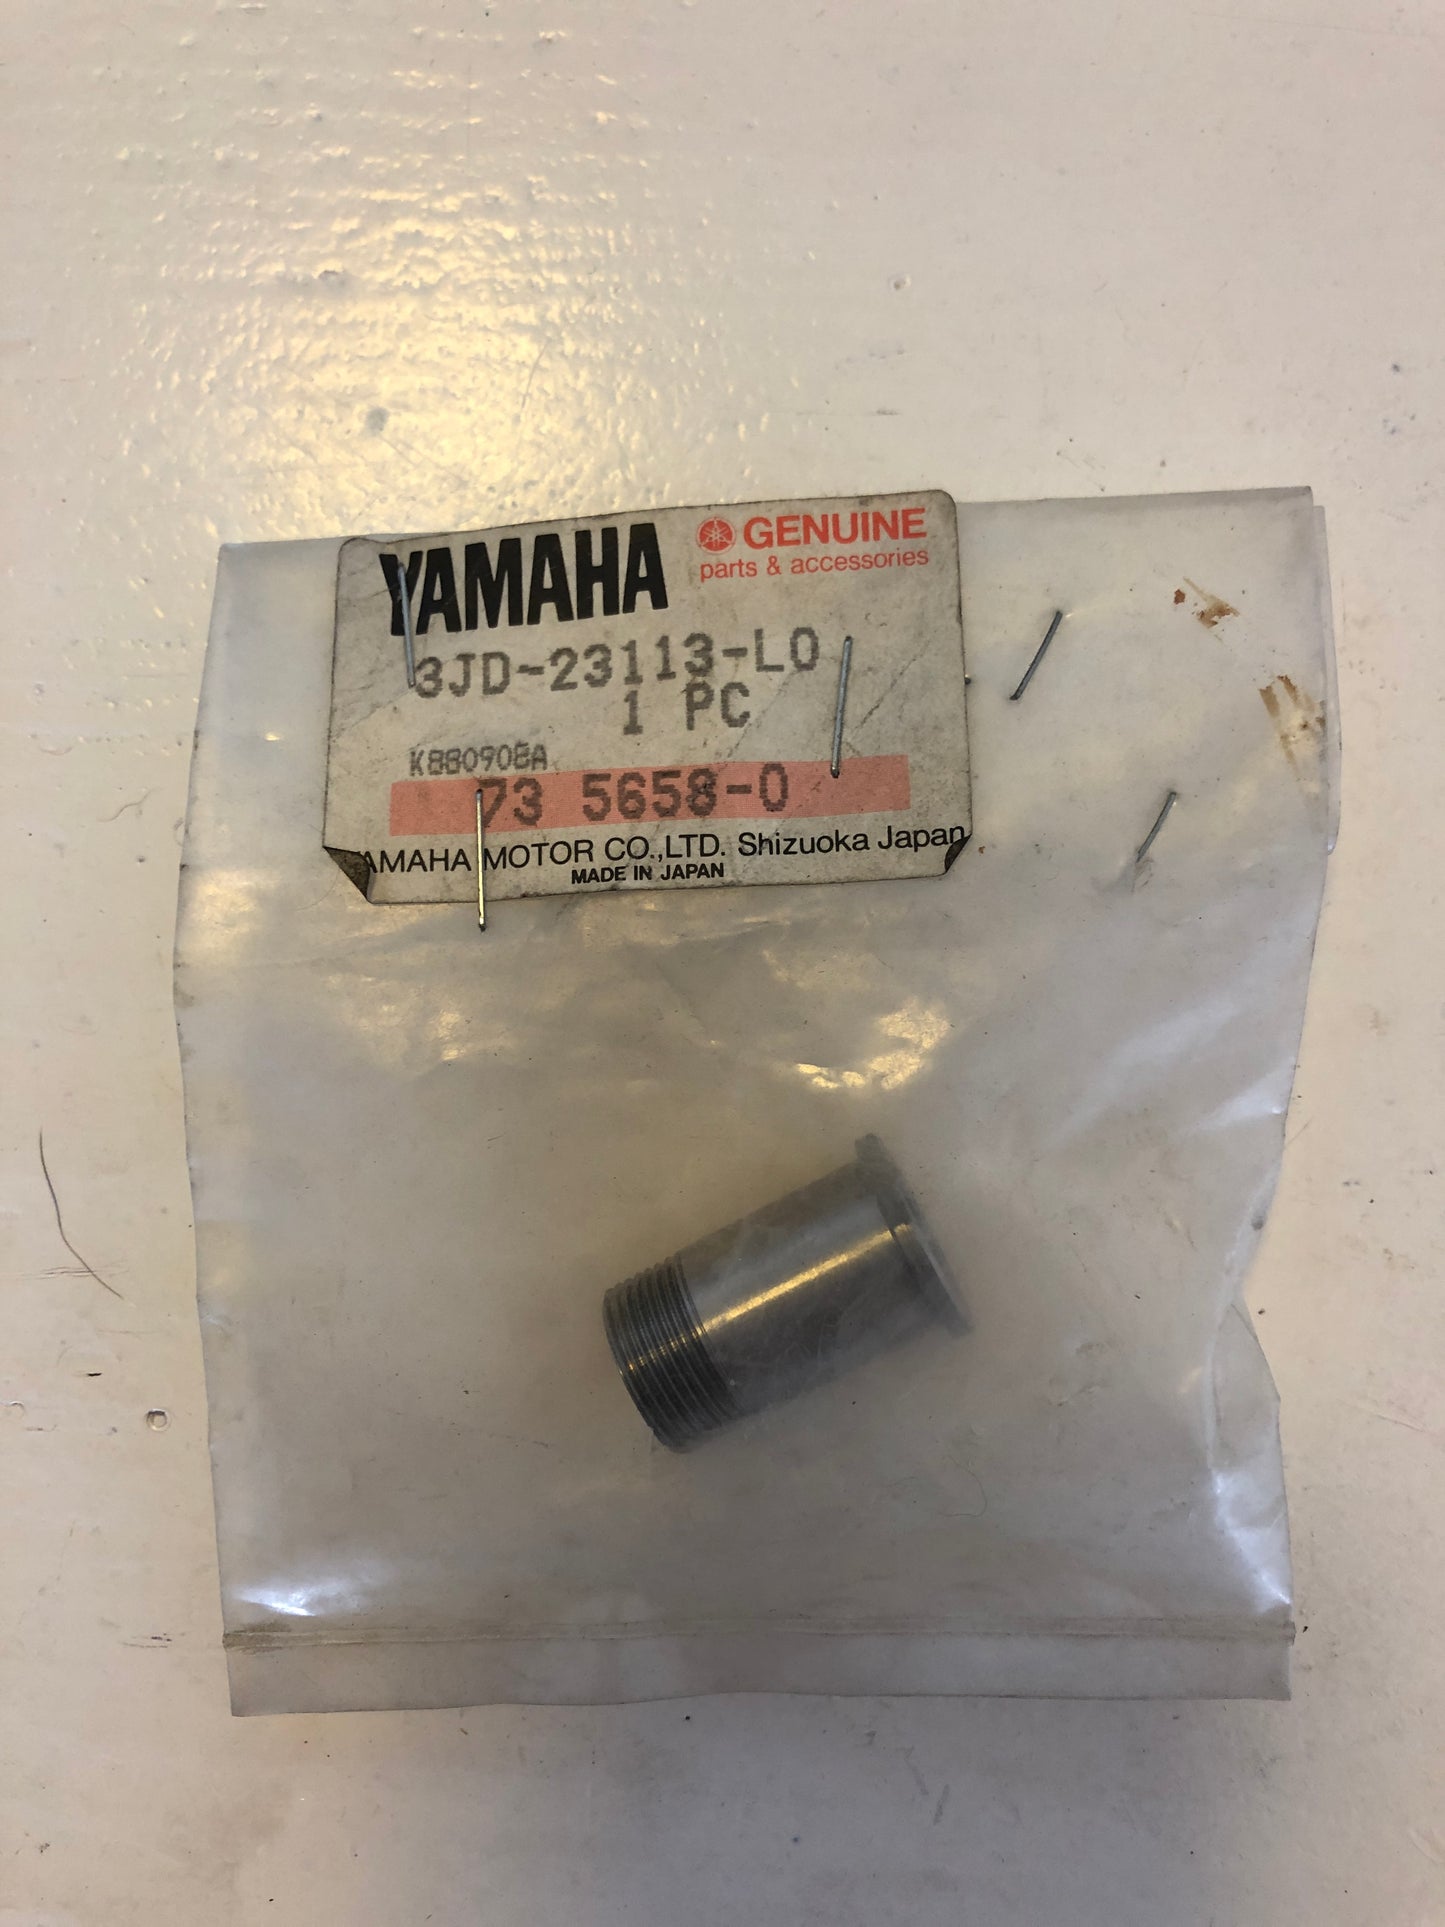 YAMAHA
GENUINE
parts & accessories
3JD-23113-L0
1 PC
K880908A
73 5658-0
YAMAHA MOTOR CO.,LTD. Shizuoka Japan
MADE IN JAPAN